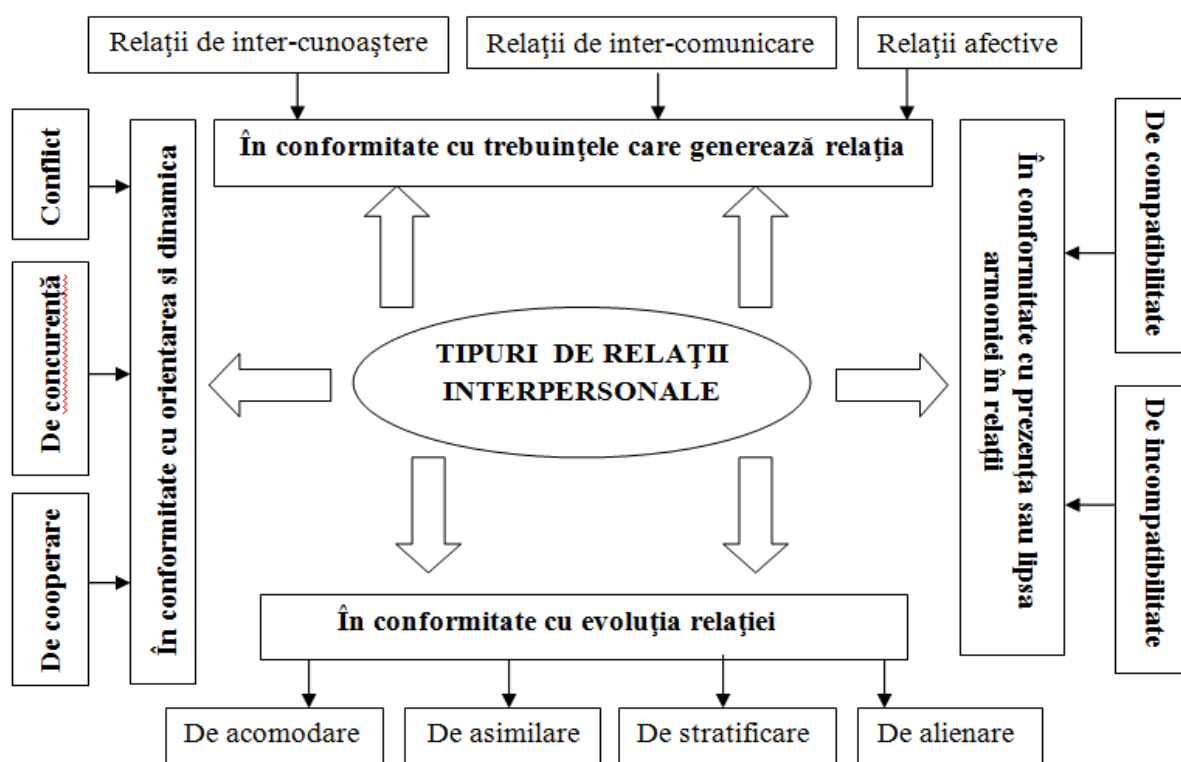 Relaţii de inter-cunoaştere
Relaţii de inter-comunicare
Relaţii afective
În conformitate cu trebuinţele care generează relaţia
Conflict
De concurenţă
De cooperare
În conformitate cu orientarea si dinamica
TIPURI DE RELAŢII
INTERPERSONALE
În conformitate cu prezenţa sau lipsa
armoniei în relaţii
De compatibilitate
De incompatibilitate
În conformitate cu evoluţia relaţiei
De acomodare
De asimilare
De stratificare
De alienare